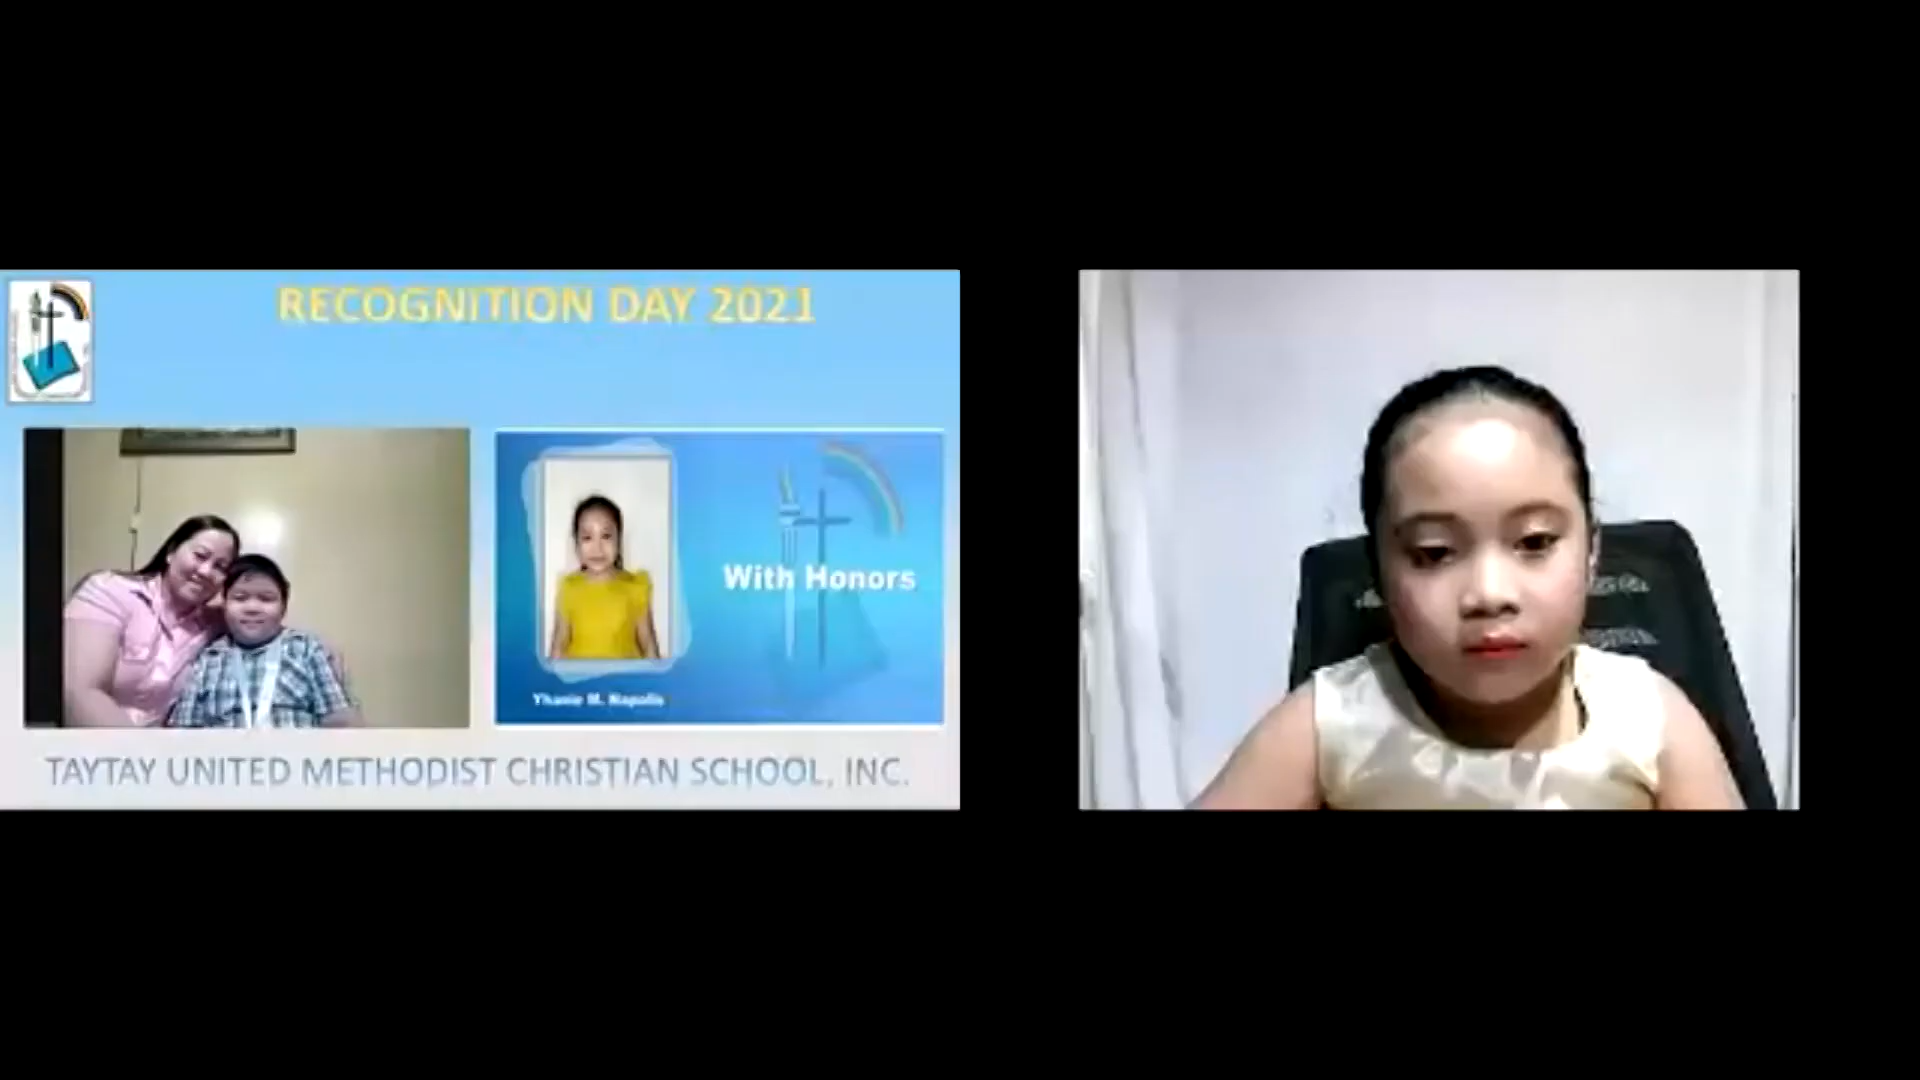 RECOGNITION DAY 2021
With Honors
TAYTAY UNITED METHODIST CHRISTIAN SCHOOL, INC.